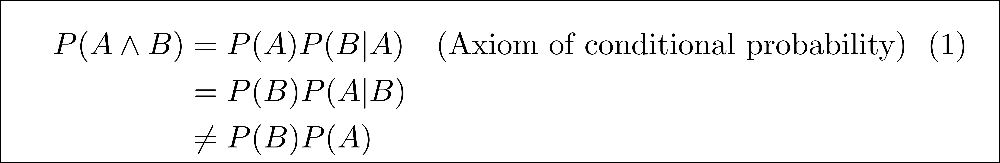 P(A ∧ B) = P(A)P(B|A) (Axiom of conditional probability) (1)
= P(B)P(A|B)
≠ P(B)P(A)